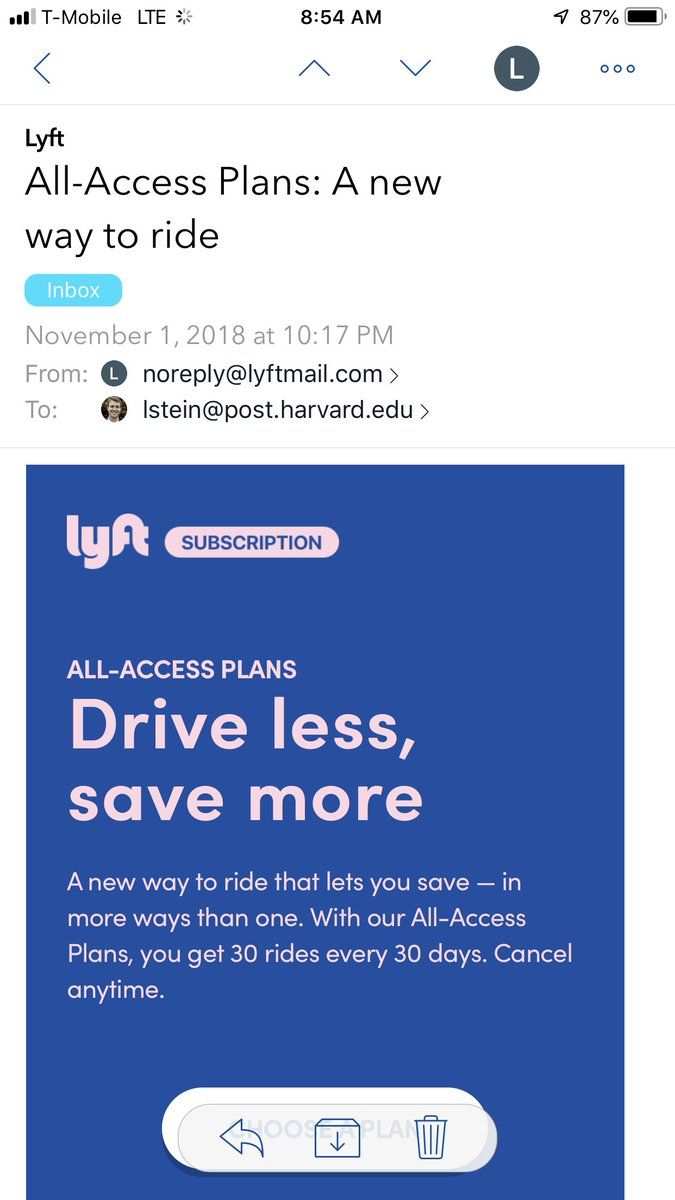 T-Mobile LTE 8:54 AM 87%
L
Lyft
All-Access Plans: A new
way to ride
Inbox
November 1, 2018 at 10:17 PM
From: L noreply@lyftmail.com
To: lstein@post.harvard.edu
lyft SUBSCRIPTION
ALL-ACCESS PLANS
Drive less,
save more
A new way to ride that lets you save — in
more ways than one. With our All-Access
Plans, you get 30 rides every 30 days. Cancel
anytime.
CHOOSE A PLAN